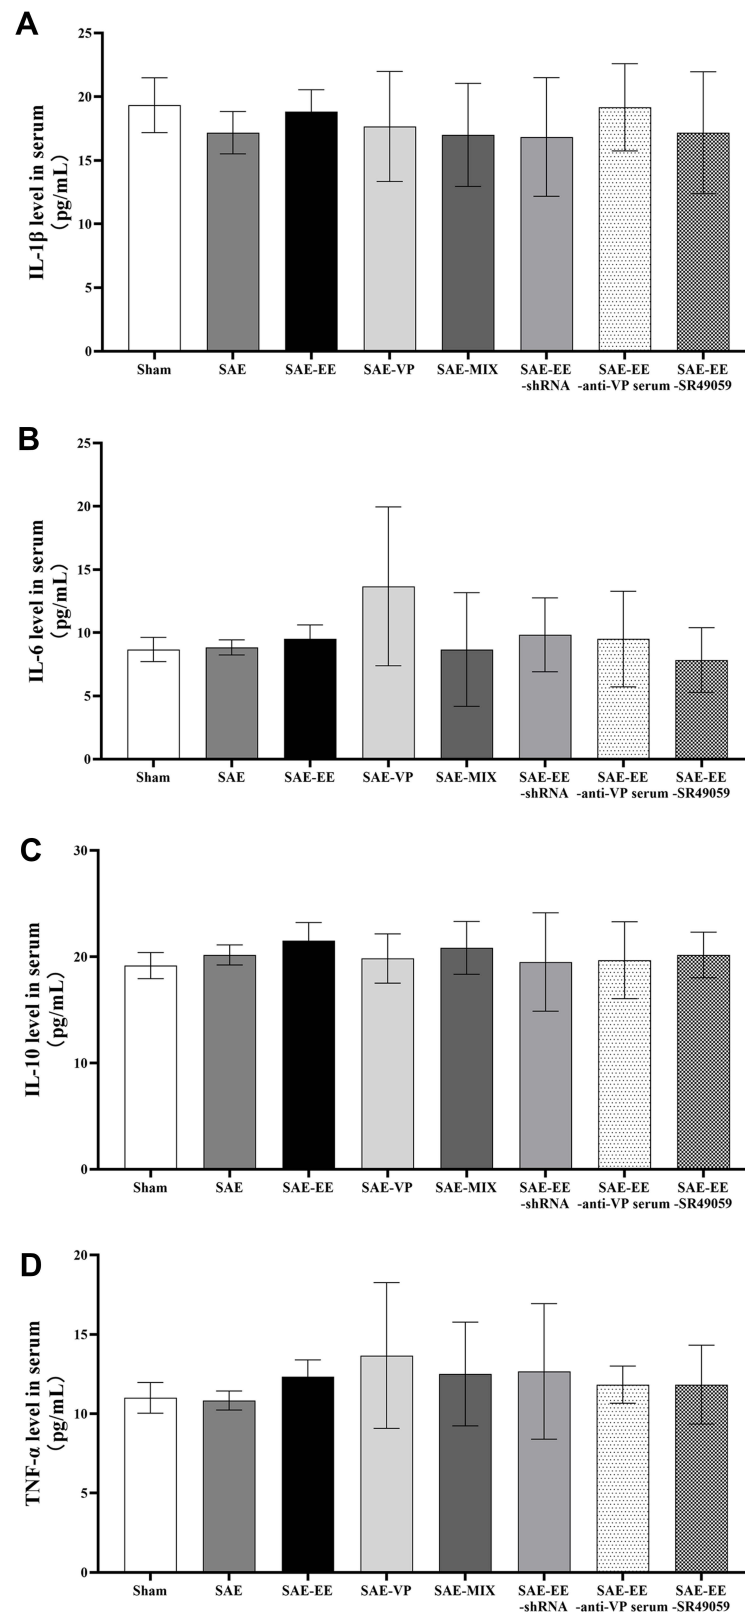 A
IL-1β level in serum
(pg/mL)
25
20
15
10
5
0
Sham SAE SAE-EE SAE-VP SAE-MIX SAE-EE SAE-EE SAE-EE
-shRNA -anti-VP serum -SR49059
B
IL-6 level in serum
(pg/mL)
25
20
15
10
5
0
Sham SAE SAE-EE SAE-VP SAE-MIX SAE-EE SAE-EE SAE-EE
-shRNA -anti-VP serum -SR49059
C
IL-10 level in serum
(pg/mL)
30
20
10
0
Sham SAE SAE-EE SAE-VP SAE-MIX SAE-EE SAE-EE SAE-EE
-shRNA -anti-VP serum -SR49059
D
TNF-α level in serum
(pg/mL)
20
15
10
5
0
Sham SAE SAE-EE SAE-VP SAE-MIX SAE-EE SAE-EE SAE-EE
-shRNA -anti-VP serum -SR49059